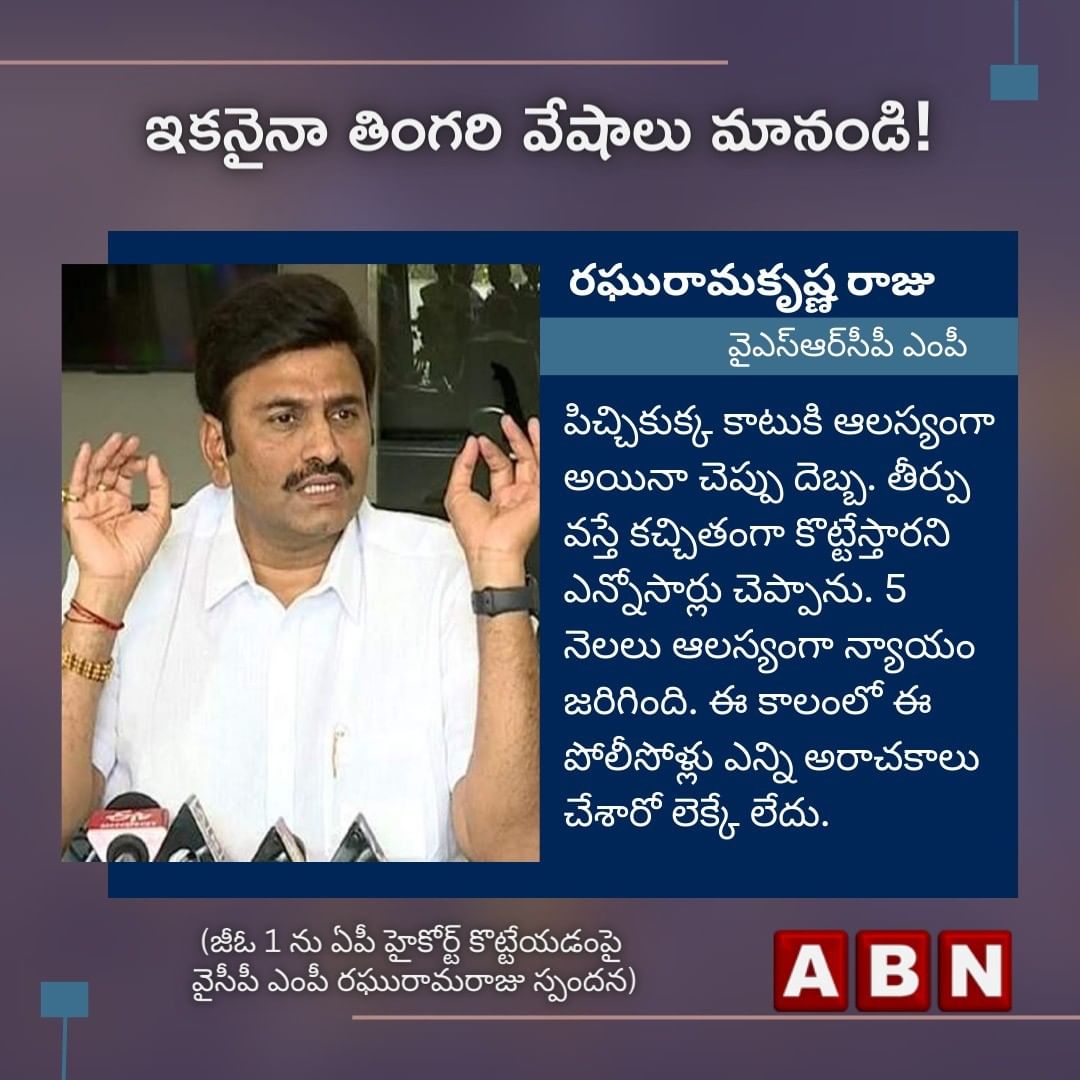 ఇకనైనా తింగరి వేషాలు మానండి!
రఘురామకృష్ణ రాజు
వైఎస్ఆర్‌సీపీ ఎంపీ
పిచ్చికుక్క కాటుకి ఆలస్యంగా
అయినా చెప్పు దెబ్బ. తీర్పు
వస్తే కచ్చితంగా కొట్టేస్తారని
ఎన్నోసార్లు చెప్పాను. 5
నెలలు ఆలస్యంగా న్యాయం
జరిగింది. ఈ కాలంలో ఈ
పోలీసోళ్లు ఎన్ని అరాచకాలు
చేశారో లెక్కే లేదు.
(జీఓ 1 ను ఏపీ హైకోర్ట్ కొట్టేయడంపై
వైసీపీ ఎంపీ రఘురామరాజు స్పందన)
ABN